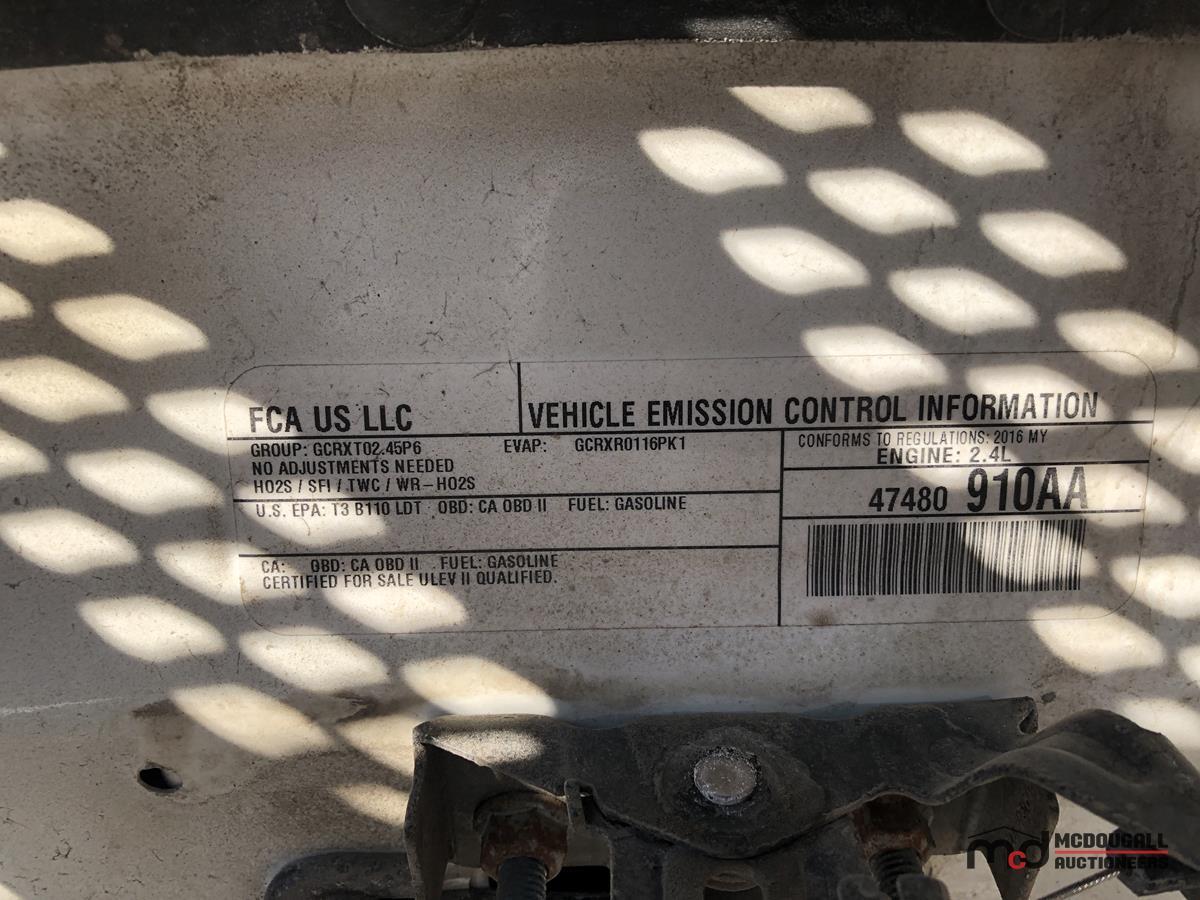 FCA US LLC
VEHICLE EMISSION CONTROL INFORMATION
GROUP: GCRXT02.45P6 EVAP: GCRXR0116PK1
NO ADJUSTMENTS NEEDED
HO2S / SFI / TWC / WR-HO2S
U.S. EPA: T3 B110 LDT OBD: CA OBD II FUEL: GASOLINE
CA: OBD: CA OBD II FUEL: GASOLINE
CERTIFIED FOR SALE ULEV II QUALIFIED.
CONFORMS TO REGULATIONS: 2016 MY
ENGINE: 2.4L
47480 910AA
mcd MCDOUGALL
AUCTIONEERS